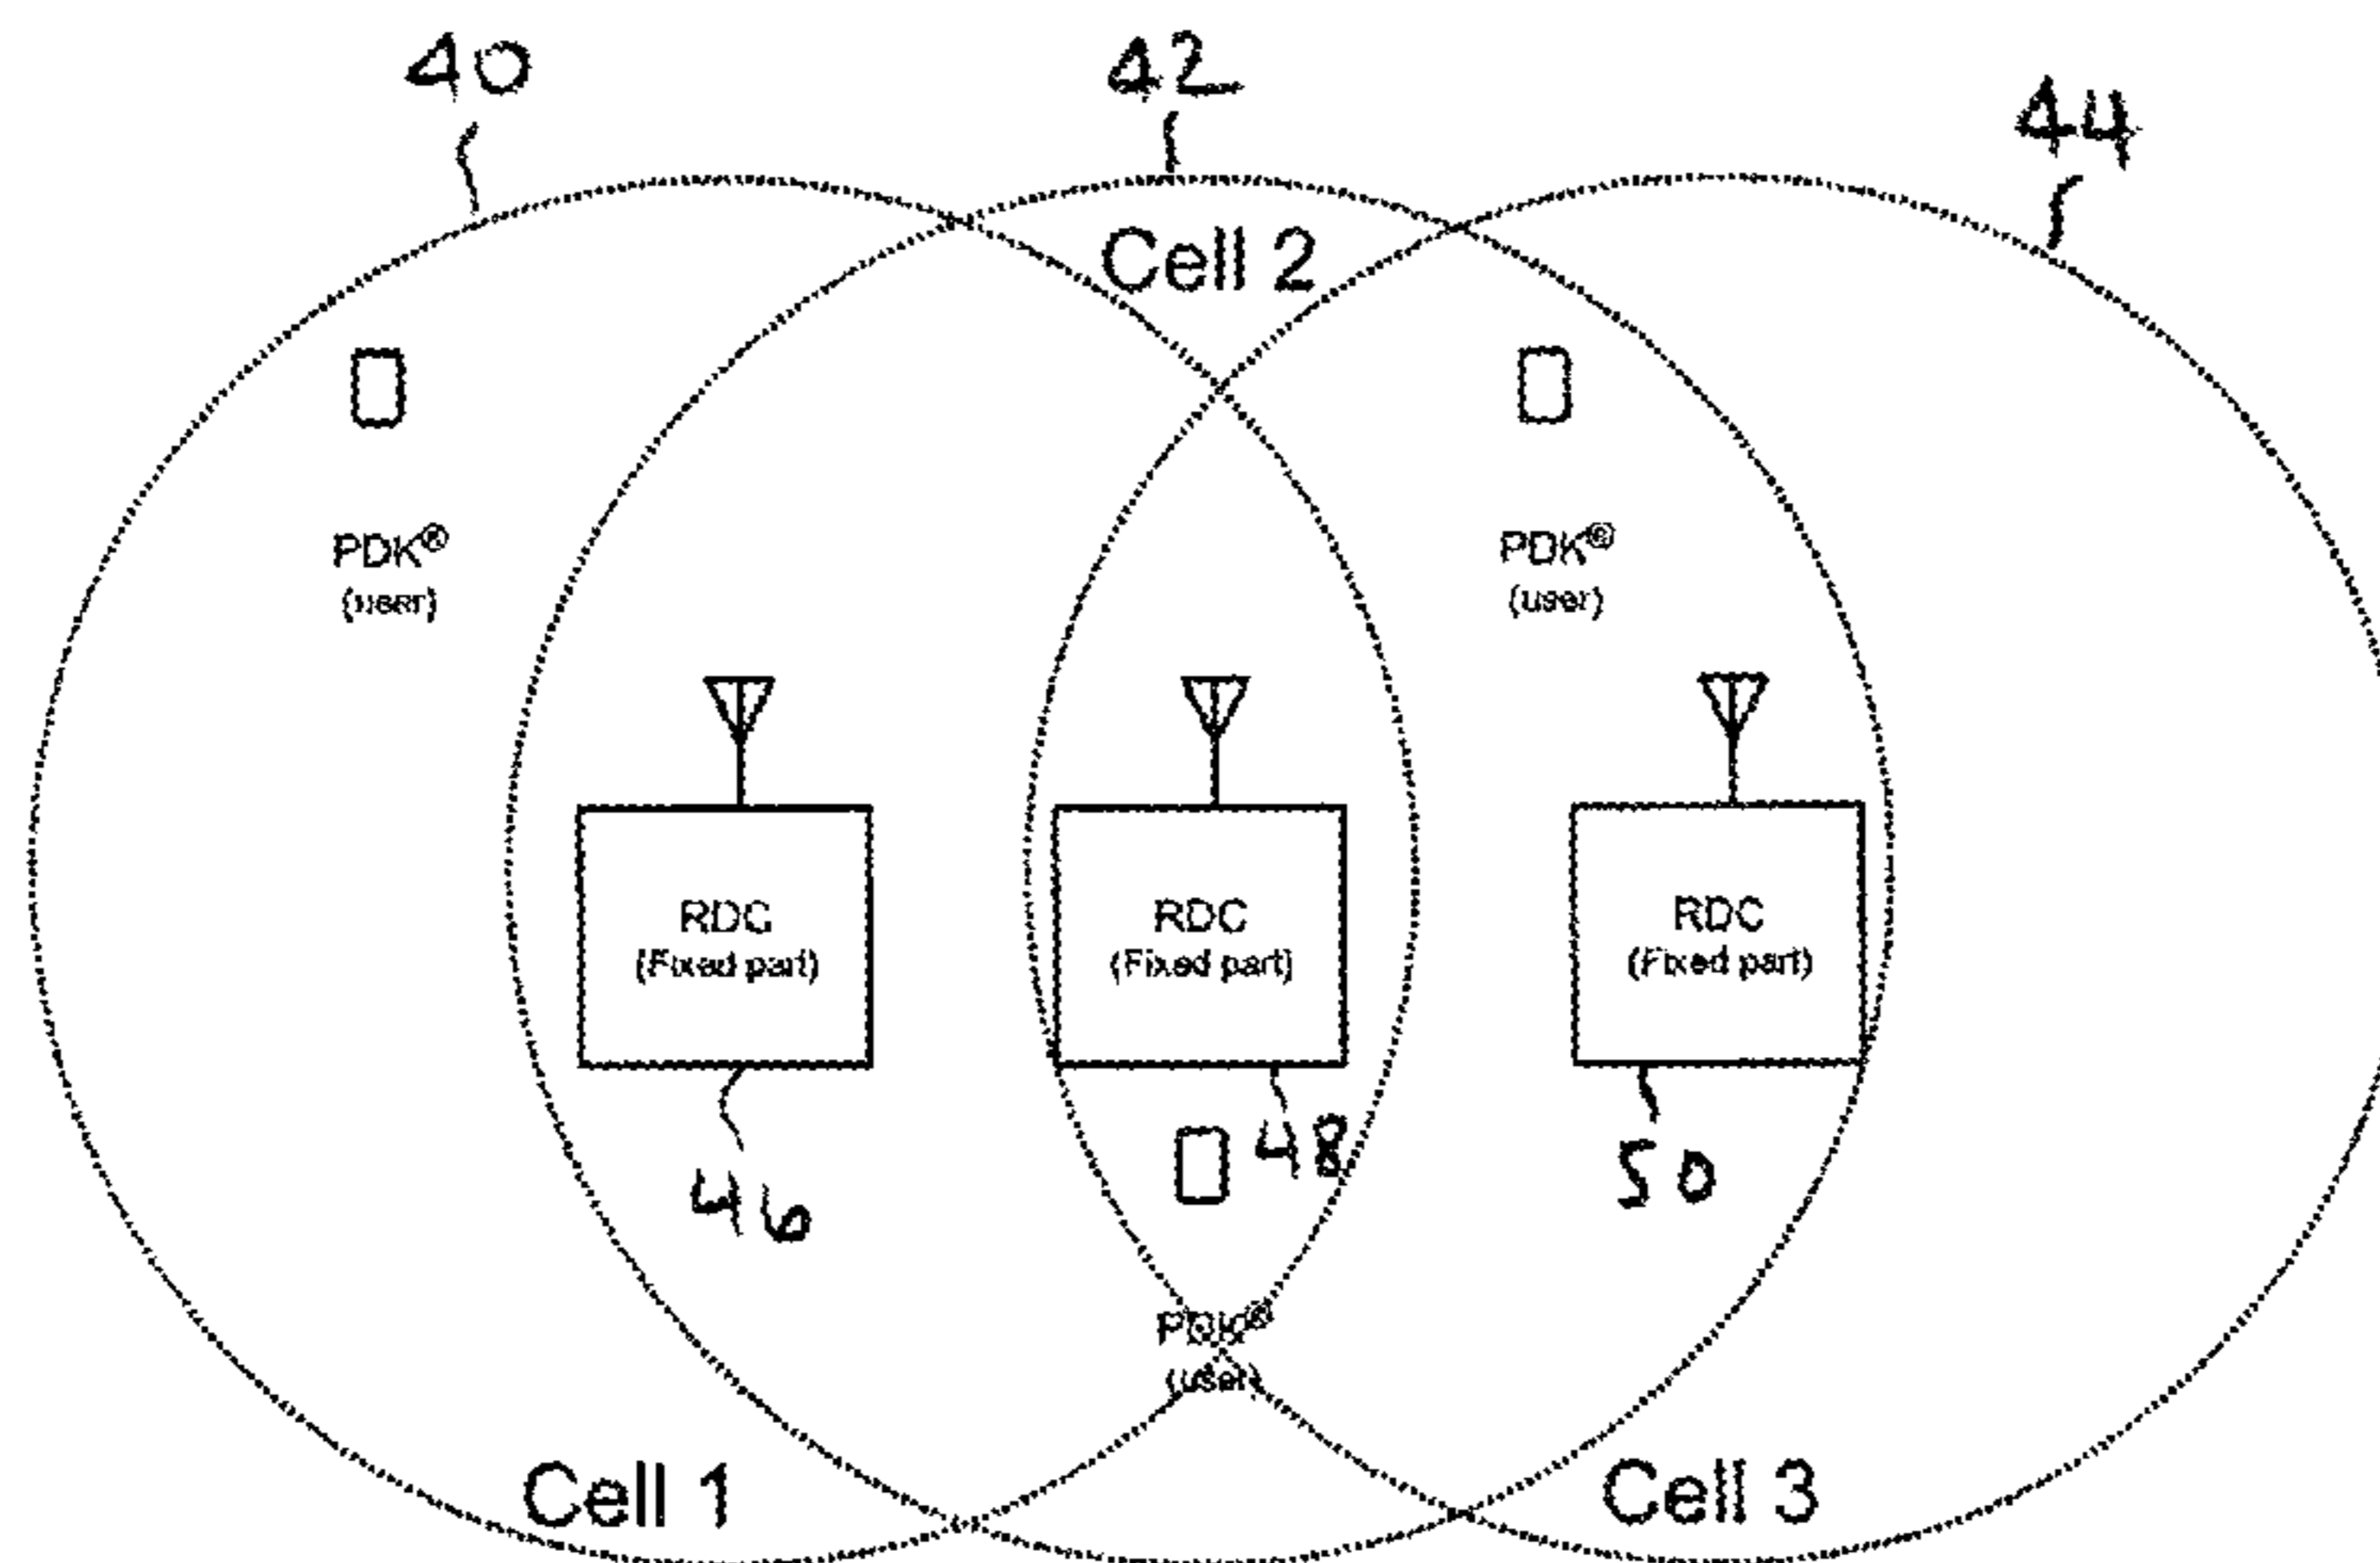 40
42
44
Cell 2
PDK®
(user)
PDK®
(user)
RDC
(Fixed part)
RDC
(Fixed part)
RDC
(Fixed part)
46
48
50
PDK®
(user)
Cell 1
Cell 3